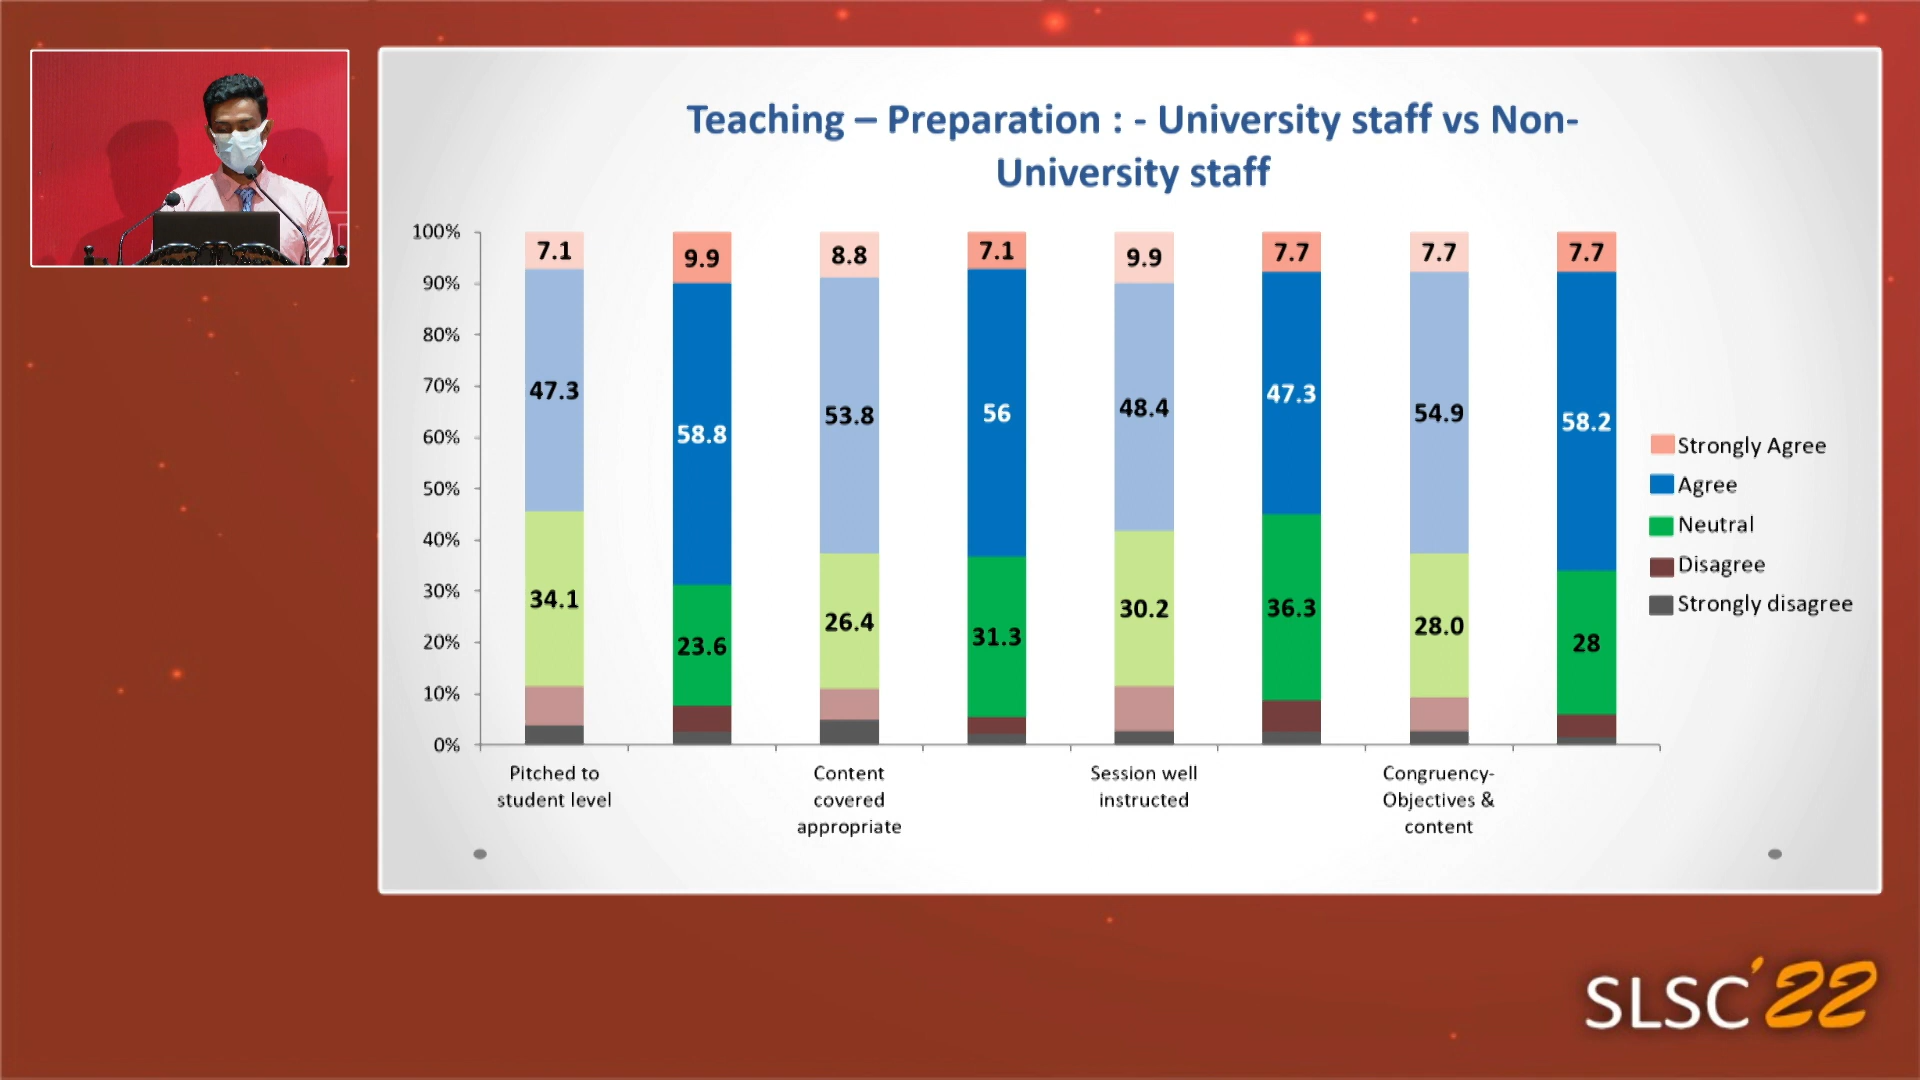 Teaching – Preparation : - University staff vs Non-
University staff
100%
90%
80%
70%
60%
50%
40%
30%
20%
10%
0%
7.1
47.3
34.1
9.9
58.8
23.6
8.8
53.8
26.4
7.1
56
31.3
9.9
48.4
30.2
7.7
47.3
36.3
7.7
54.9
28.0
7.7
58.2
28
Pitched to
student level
Content
covered
appropriate
Session well
instructed
Congruency-
Objectives &
content
Strongly Agree
Agree
Neutral
Disagree
Strongly disagree
SLSC'22